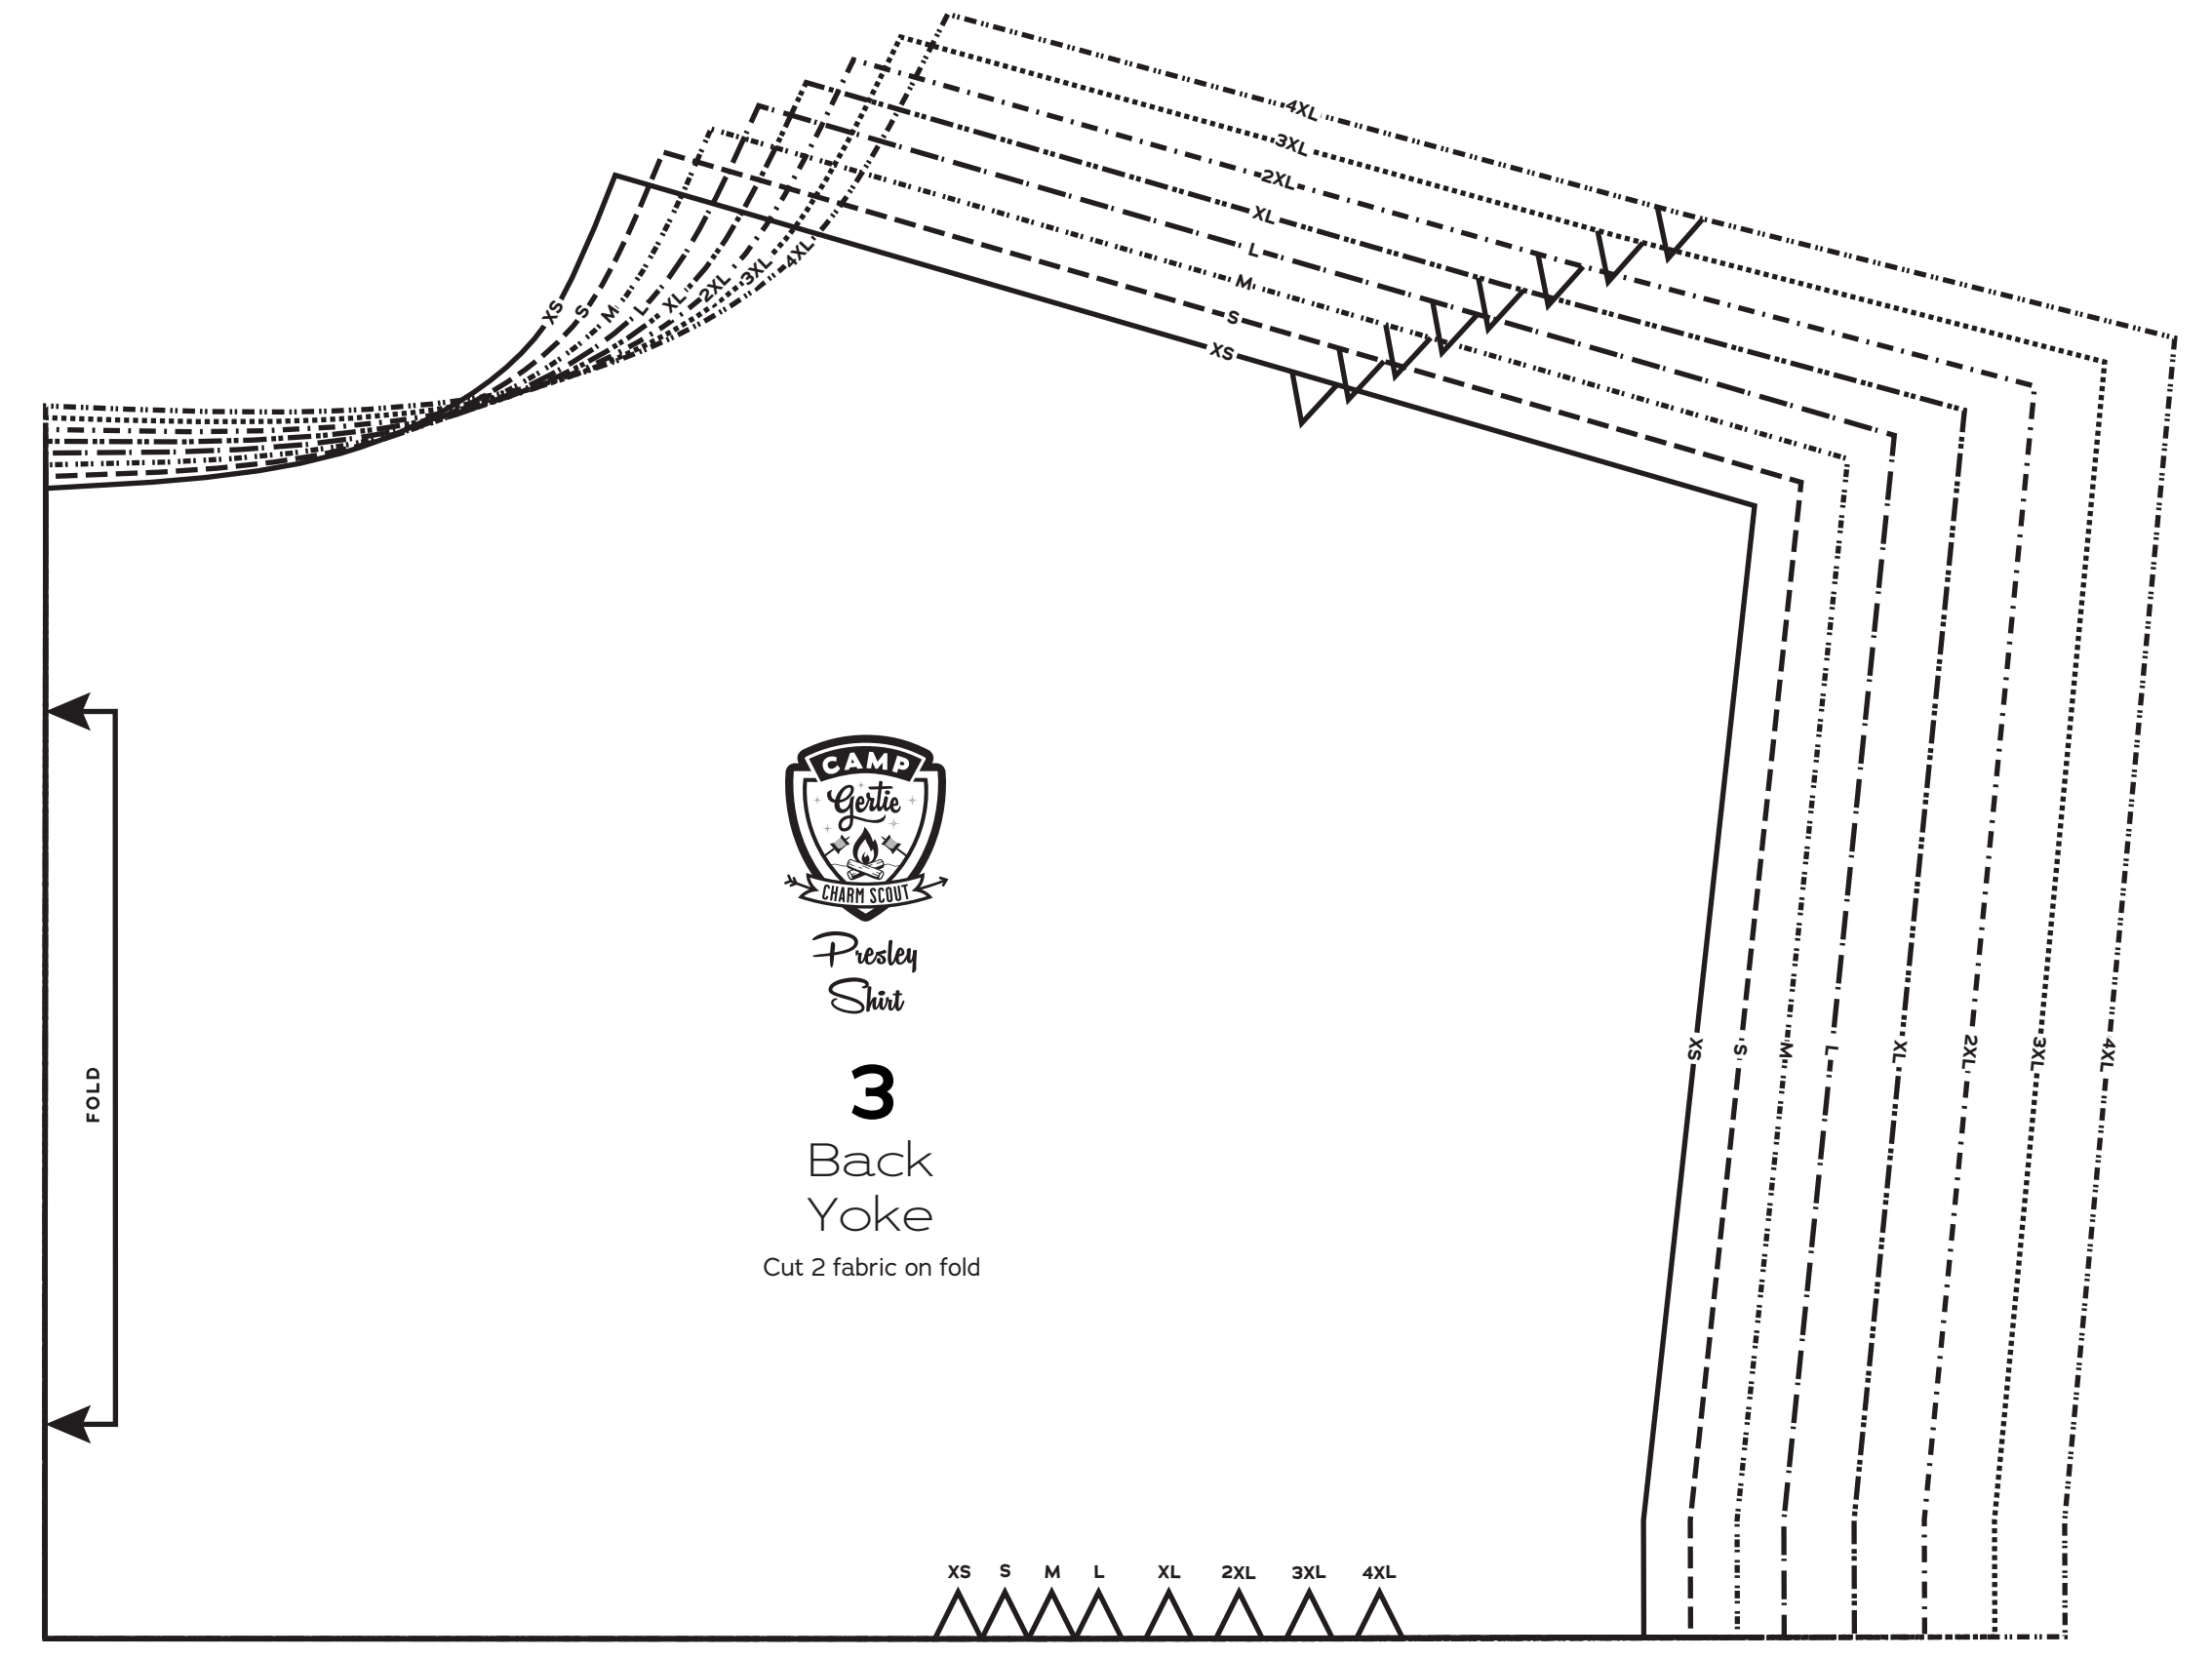 4XL
3XL
2XL
XL
L
M
S
XS
XS
S
M
L
XL
2XL
3XL
4XL
CAMP
Gertie
CHARM SCOUT
Presley
Shirt
3
Back
Yoke
Cut 2 fabric on fold
FOLD
XS
S
M
L
XL
2XL
3XL
4XL
XS S M L XL 2XL 3XL 4XL